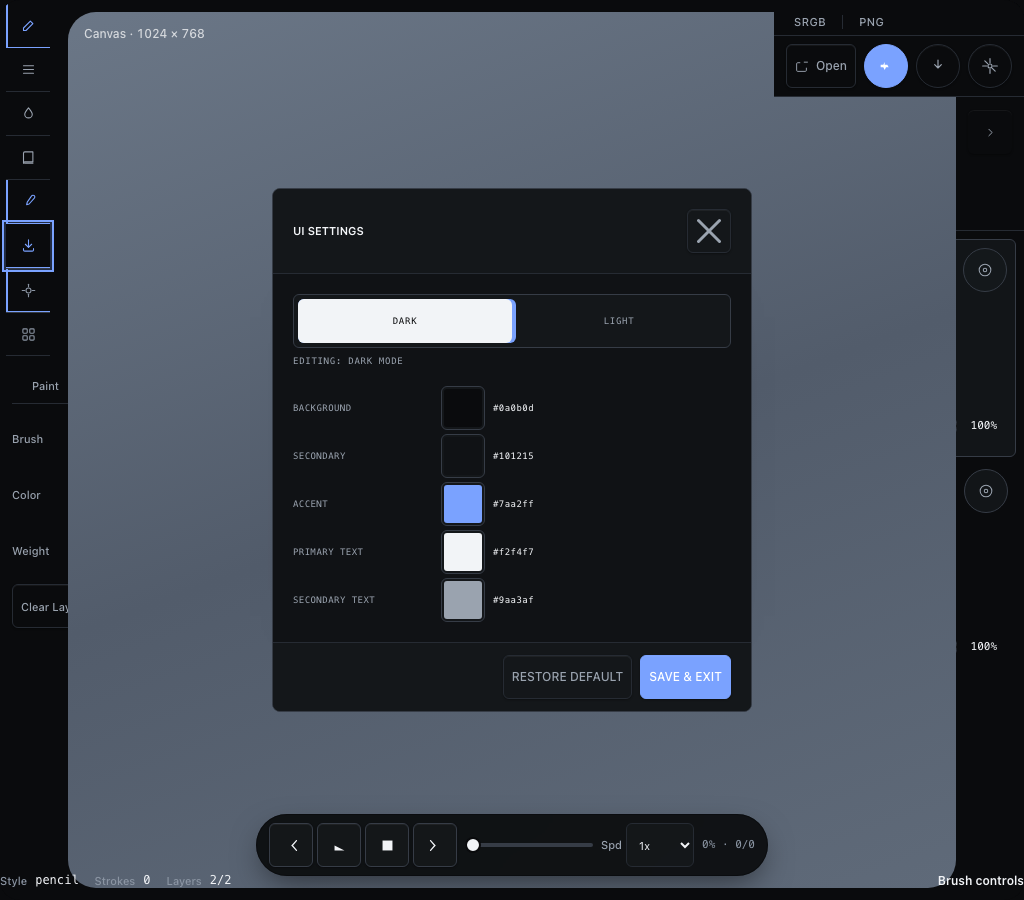 Canvas · 1024 × 768
SRGB
PNG
Open
UI SETTINGS
DARK
LIGHT
EDITING: DARK MODE
BACKGROUND
#0a0b0d
SECONDARY
#101215
ACCENT
#7aa2ff
PRIMARY TEXT
#f2f4f7
SECONDARY TEXT
#9aa3af
RESTORE DEFAULT
SAVE & EXIT
Paint
Brush
Color
Weight
Clear Lay
100%
100%
Spd
1x
0% · 0/0
Style pencil Strokes 0 Layers 2/2
Brush controls